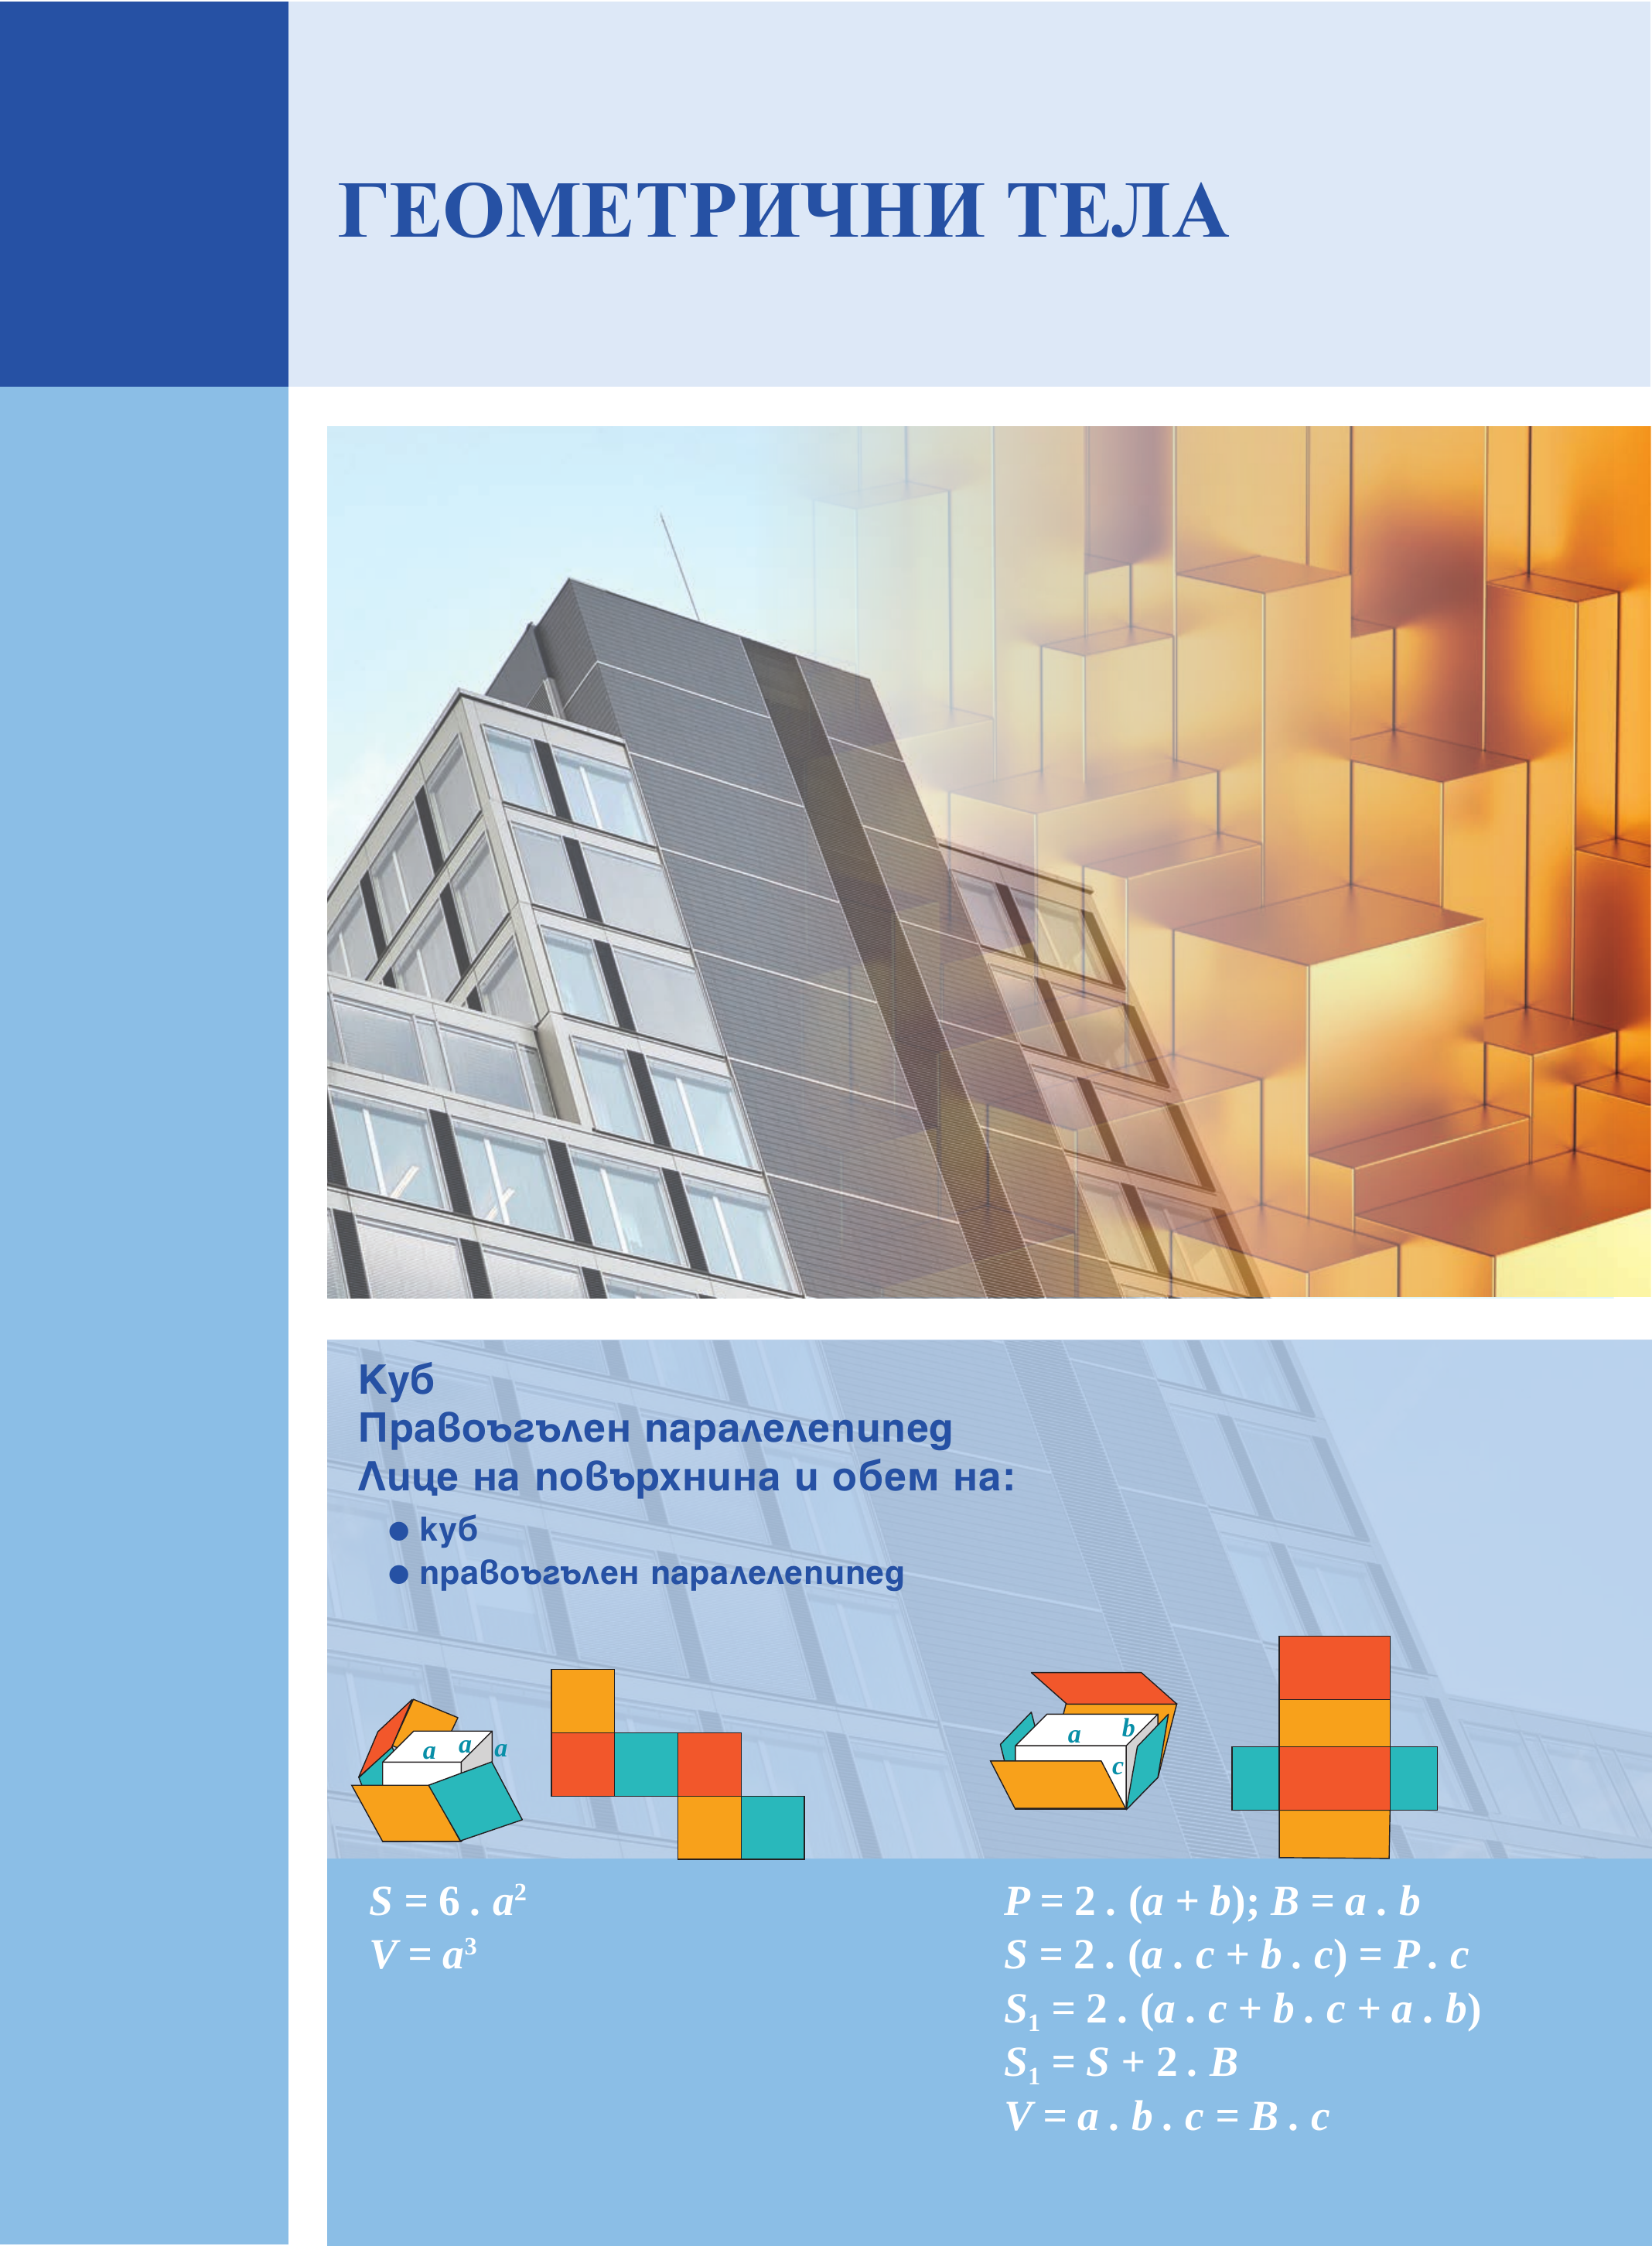 ГЕОМЕТРИЧНИ ТЕЛА
Куб
Правоъгълен паралелепипед
Лице на повърхнина и обем на:
● куб
● правоъгълен паралелепипед
a a a
a b
c
S = 6 . a²
V = a³
P = 2 . (a + b); B = a . b
S = 2 . (a . c + b . c) = P . c
S₁ = 2 . (a . c + b . c + a . b)
S₁ = S + 2 . B
V = a . b . c = B . c